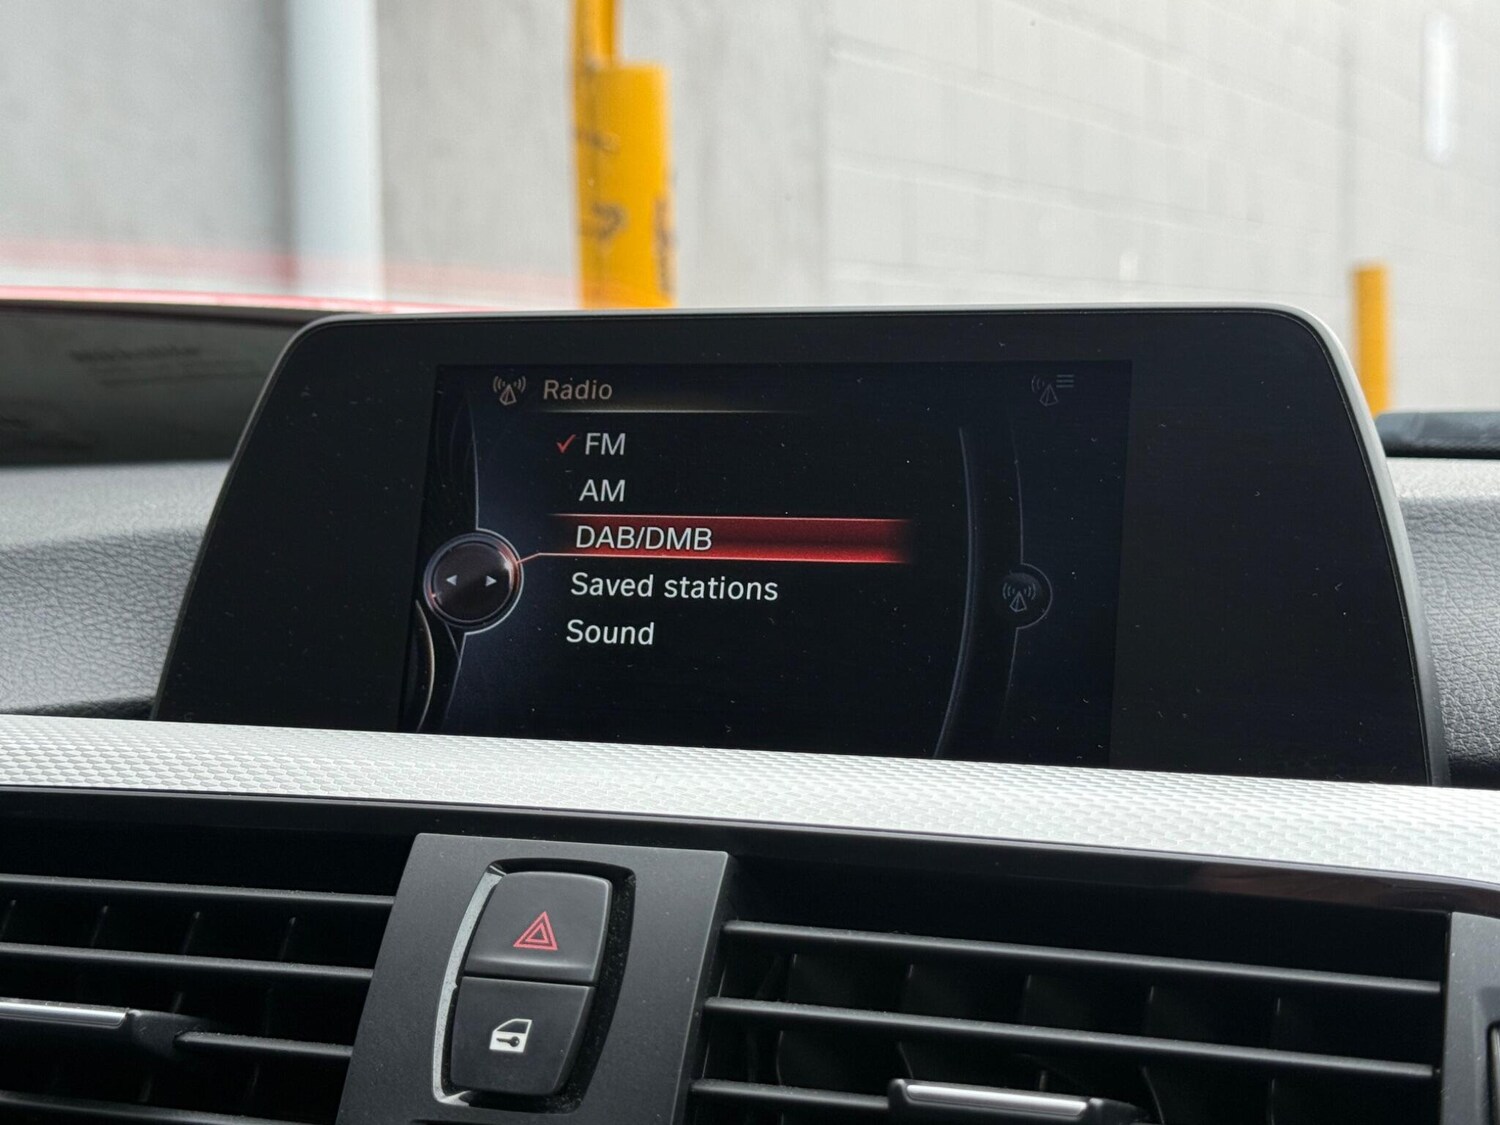 Radio
FM
AM
DAB/DMB
Saved stations
Sound